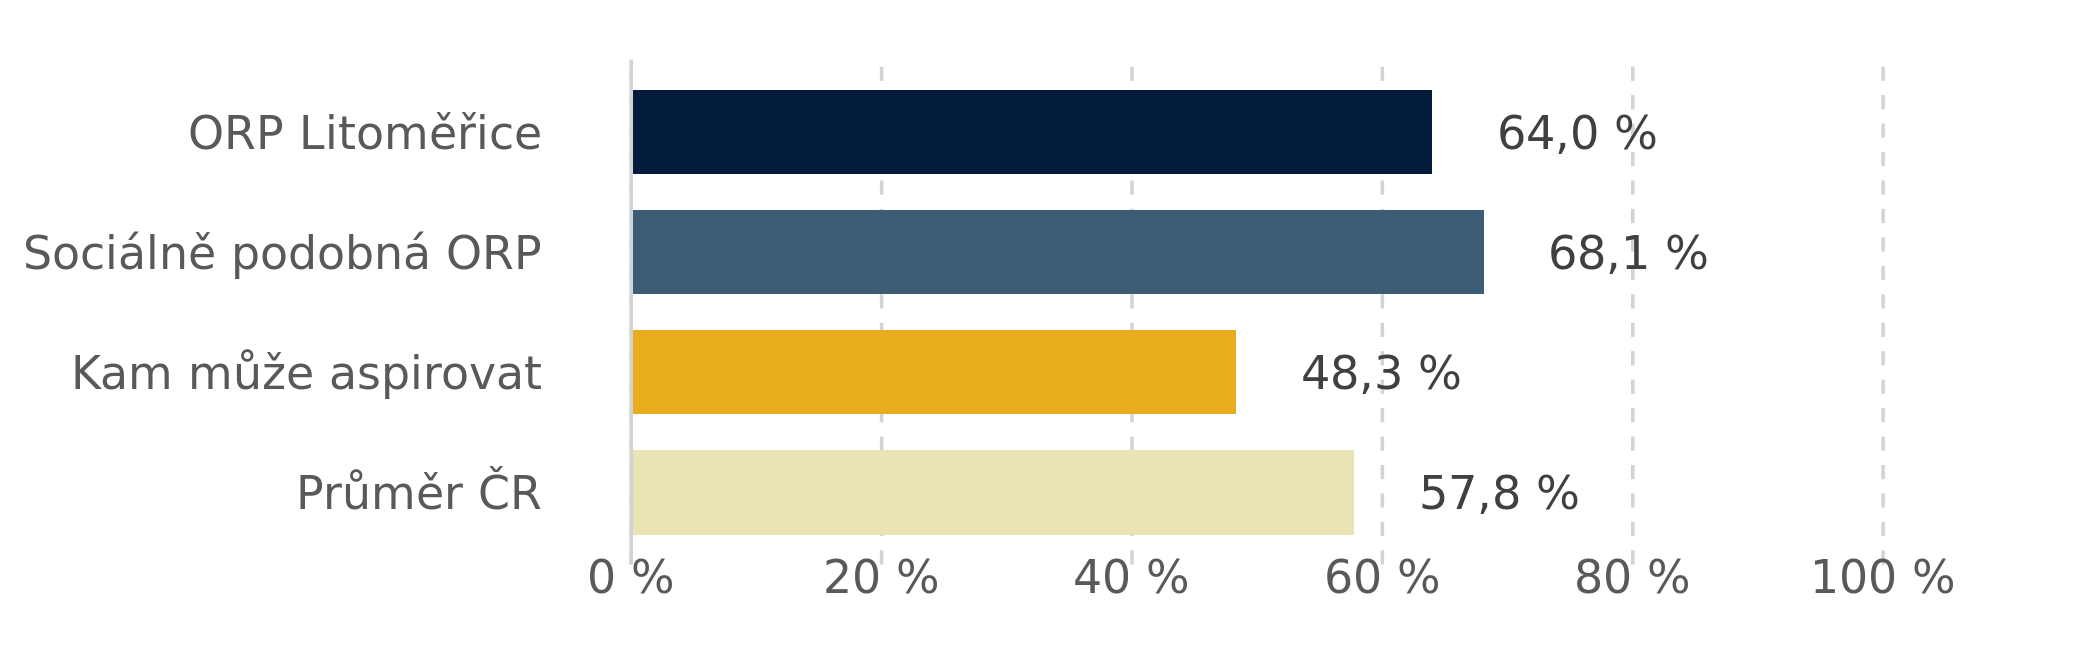 ORP Litoměřice
64,0 %
Sociálně podobná ORP
68,1 %
Kam může aspirovat
48,3 %
Průměr ČR
57,8 %
0 % 20 % 40 % 60 % 80 % 100 %